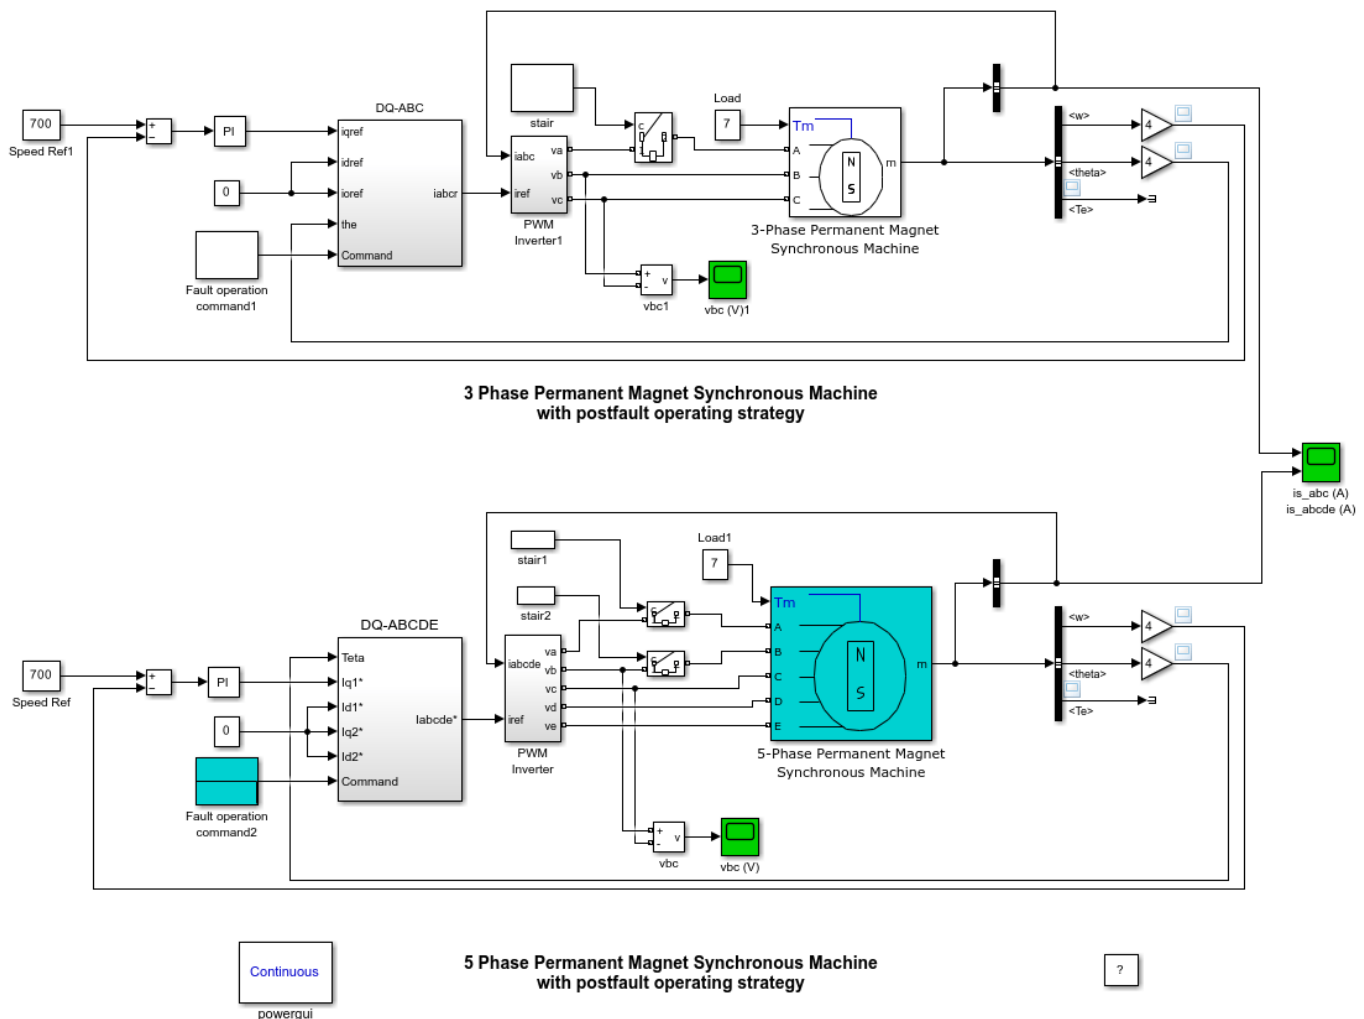 DQ-ABC
700
Speed Ref1
+
−
PI
0
Fault operation
command1
iqref
idref
ioref
the
Command
iabcr
stair
iabc
iref
va
vb
vc
PWM
Inverter1
c
Load
7
Tm
A
B
C
N
S
m
3-Phase Permanent Magnet
Synchronous Machine
+
-
v
vbc1
vbc (V)1
<w>
4
<theta>
4
<Te>
3 Phase Permanent Magnet Synchronous Machine
with postfault operating strategy
is_abc (A)
is_abcde (A)
DQ-ABCDE
700
Speed Ref
+
−
PI
0
Fault operation
command2
Teta
Iq1*
Id1*
Iq2*
Id2*
Command
Iabcde*
stair1
stair2
iabcde
iref
va
vb
vc
vd
ve
PWM
Inverter
c
c
Load1
7
Tm
A
B
C
D
E
N
S
m
5-Phase Permanent Magnet
Synchronous Machine
+
-
v
vbc
vbc (V)
<w>
4
<theta>
4
<Te>
Continuous
powergui
5 Phase Permanent Magnet Synchronous Machine
with postfault operating strategy
?